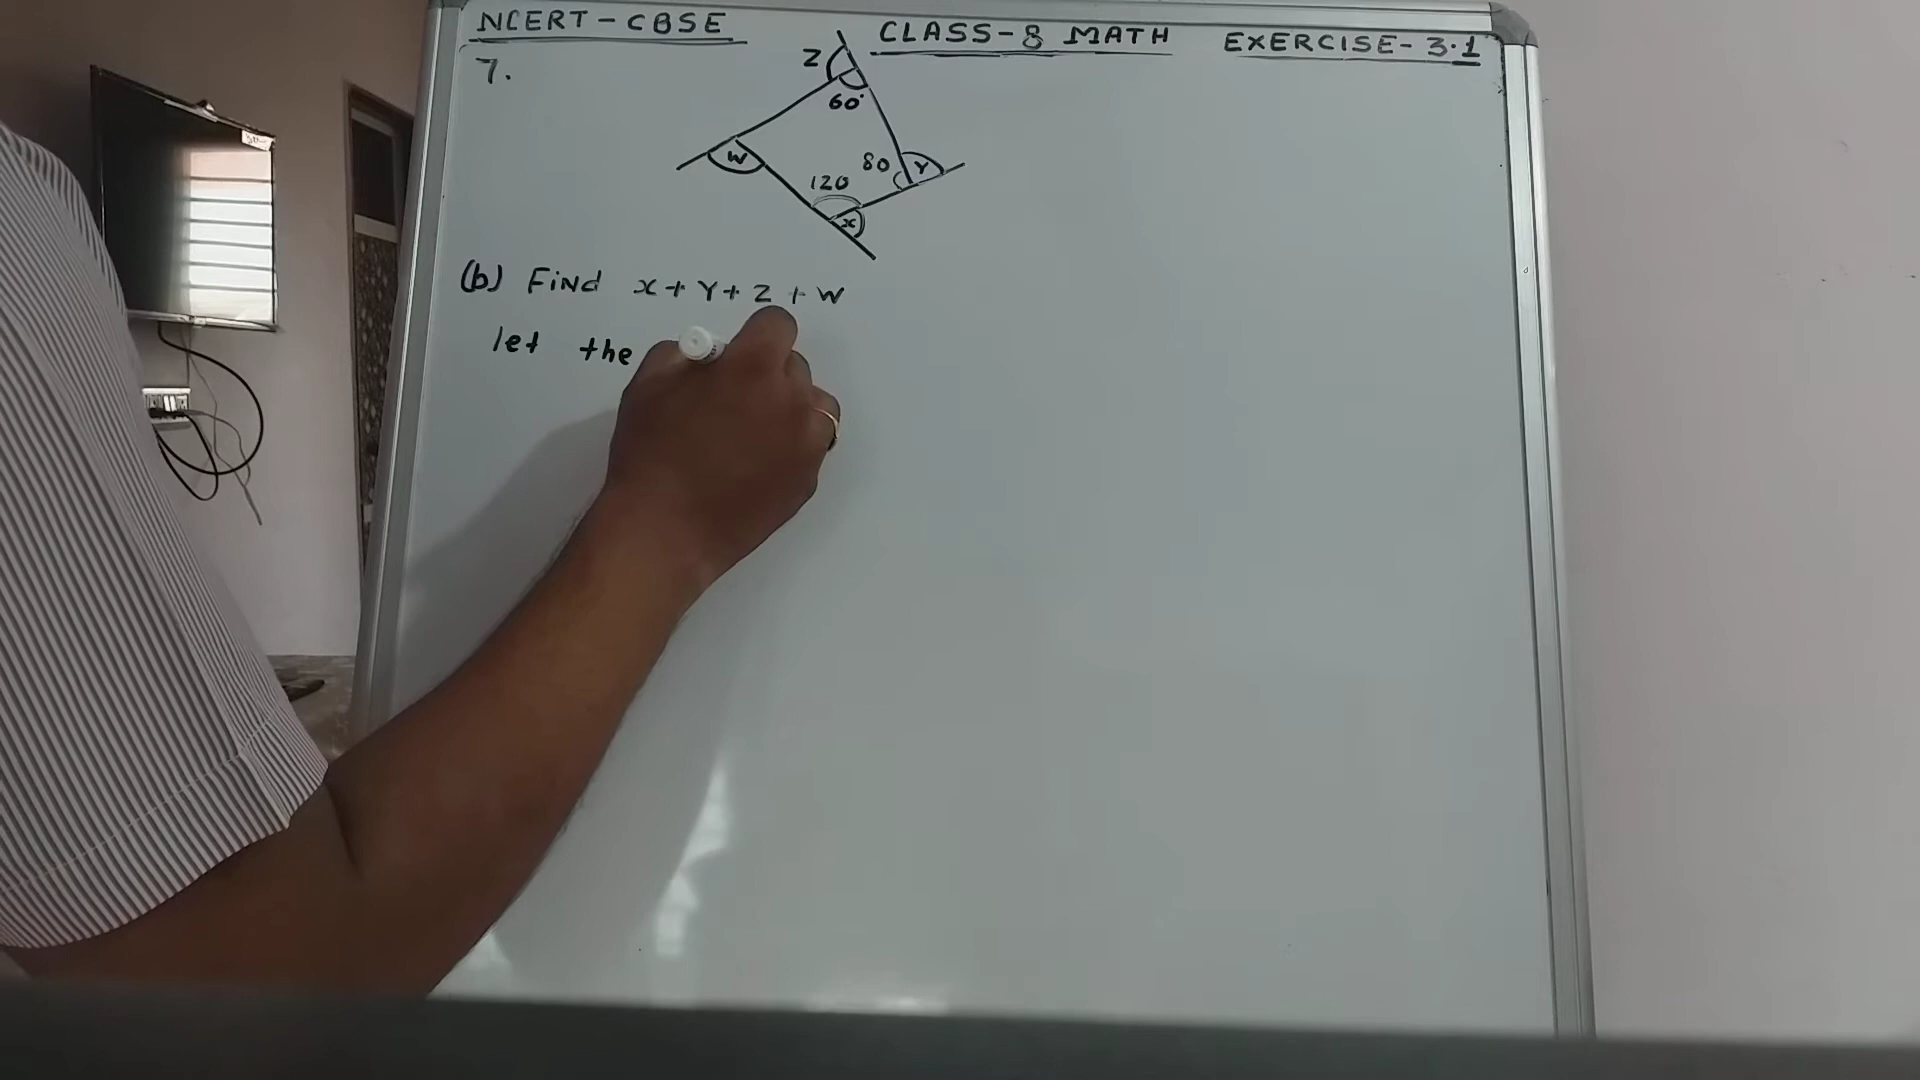 NCERT - CBSE CLASS-8 MATH EXERCISE- 3.1
7.
Z
60°
W
80 Y
120
x
(b) Find x + Y + Z + W
let the